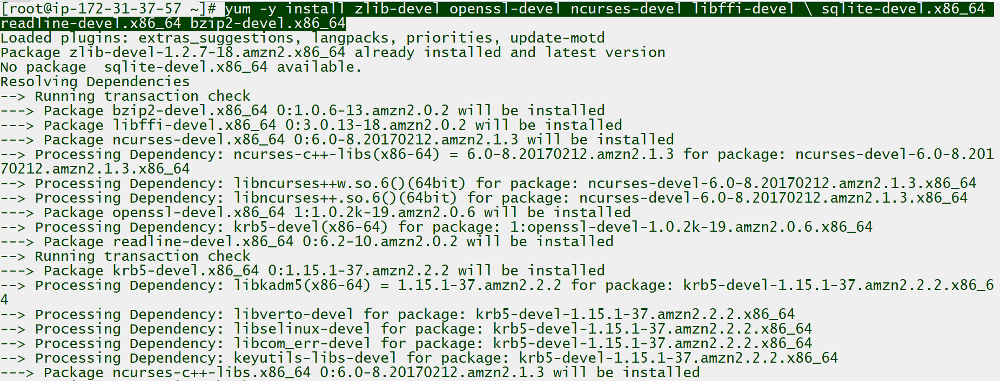 [root@ip-172-31-37-57 ~]# yum -y install zlib-devel openssl-devel ncurses-devel libffi-devel \ sqlite-devel.x86_64
readline-devel.x86_64 bzip2-devel.x86_64
Loaded plugins: extras_suggestions, langpacks, priorities, update-motd
Package zlib-devel-1.2.7-18.amzn2.x86_64 already installed and latest version
No package  sqlite-devel.x86_64 available.
Resolving Dependencies
--> Running transaction check
---> Package bzip2-devel.x86_64 0:1.0.6-13.amzn2.0.2 will be installed
---> Package libffi-devel.x86_64 0:3.0.13-18.amzn2.0.2 will be installed
---> Package ncurses-devel.x86_64 0:6.0-8.20170212.amzn2.1.3 will be installed
--> Processing Dependency: ncurses-c++-libs(x86-64) = 6.0-8.20170212.amzn2.1.3 for package: ncurses-devel-6.0-8.201
70212.amzn2.1.3.x86_64
--> Processing Dependency: libncurses++w.so.6()(64bit) for package: ncurses-devel-6.0-8.20170212.amzn2.1.3.x86_64
--> Processing Dependency: libncurses++.so.6()(64bit) for package: ncurses-devel-6.0-8.20170212.amzn2.1.3.x86_64
---> Package openssl-devel.x86_64 1:1.0.2k-19.amzn2.0.6 will be installed
--> Processing Dependency: krb5-devel(x86-64) for package: 1:openssl-devel-1.0.2k-19.amzn2.0.6.x86_64
---> Package readline-devel.x86_64 0:6.2-10.amzn2.0.2 will be installed
--> Running transaction check
---> Package krb5-devel.x86_64 0:1.15.1-37.amzn2.2.2 will be installed
--> Processing Dependency: libkadm5(x86-64) = 1.15.1-37.amzn2.2.2 for package: krb5-devel-1.15.1-37.amzn2.2.2.x86_6
4
--> Processing Dependency: libverto-devel for package: krb5-devel-1.15.1-37.amzn2.2.2.x86_64
--> Processing Dependency: libselinux-devel for package: krb5-devel-1.15.1-37.amzn2.2.2.x86_64
--> Processing Dependency: libcom_err-devel for package: krb5-devel-1.15.1-37.amzn2.2.2.x86_64
--> Processing Dependency: keyutils-libs-devel for package: krb5-devel-1.15.1-37.amzn2.2.2.x86_64
---> Package ncurses-c++-libs.x86_64 0:6.0-8.20170212.amzn2.1.3 will be installed